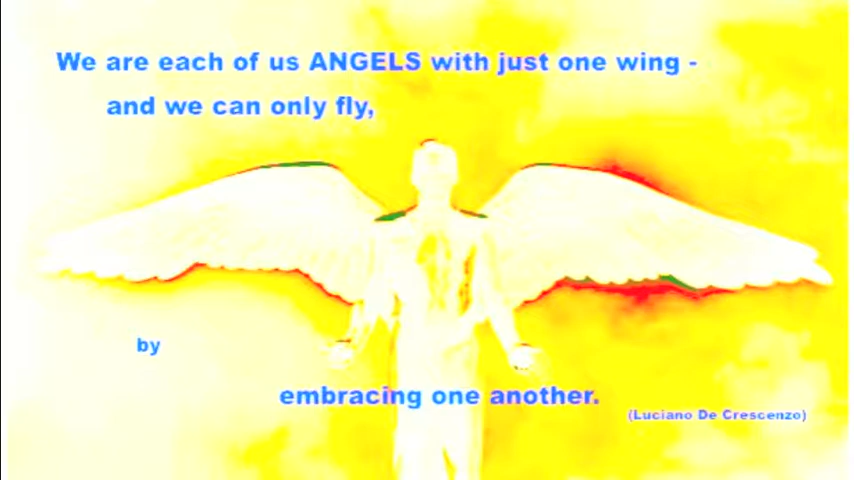 We are each of us ANGELS with just one wing -
and we can only fly,
by
embracing one another.
(Luciano De Crescenzo)